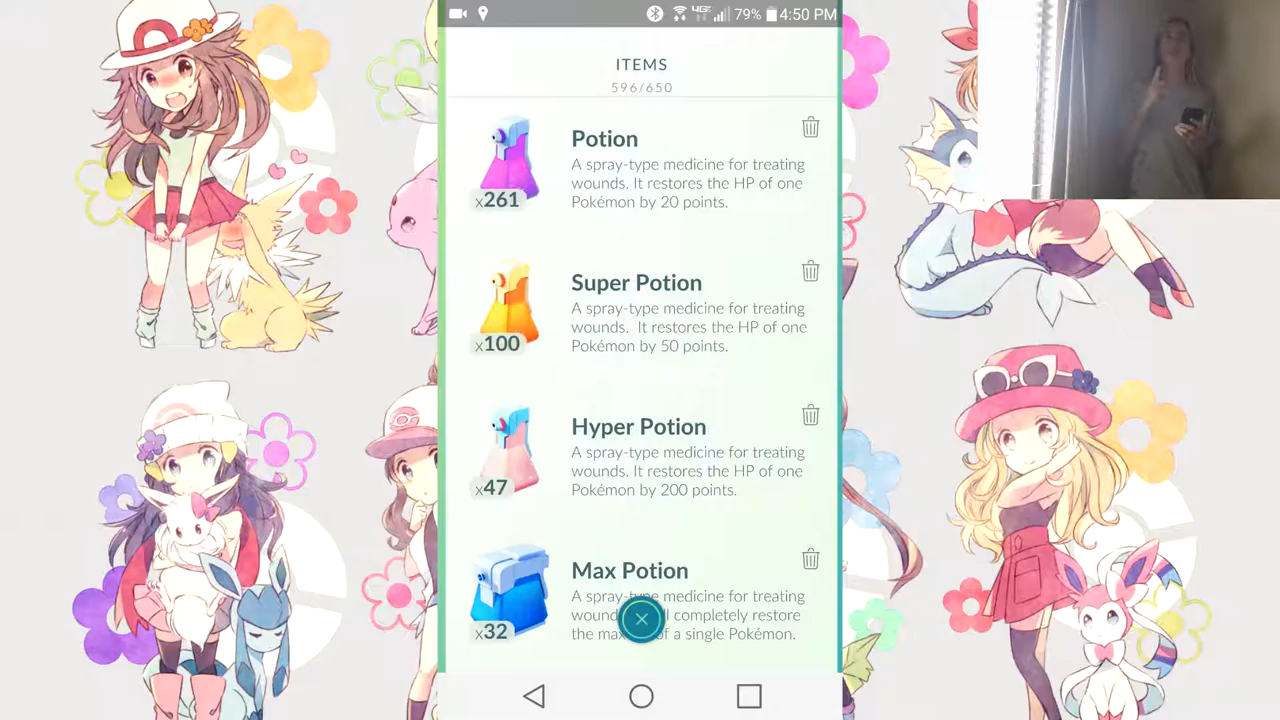 4G LTE 79% 4:50 PM
ITEMS
596/650
Potion
A spray-type medicine for treating
wounds. It restores the HP of one
Pokémon by 20 points.
x261
Super Potion
A spray-type medicine for treating
wounds. It restores the HP of one
Pokémon by 50 points.
x100
Hyper Potion
A spray-type medicine for treating
wounds. It restores the HP of one
Pokémon by 200 points.
x47
Max Potion
A spray-type medicine for treating
wound completely restore
the max of a single Pokémon.
x32